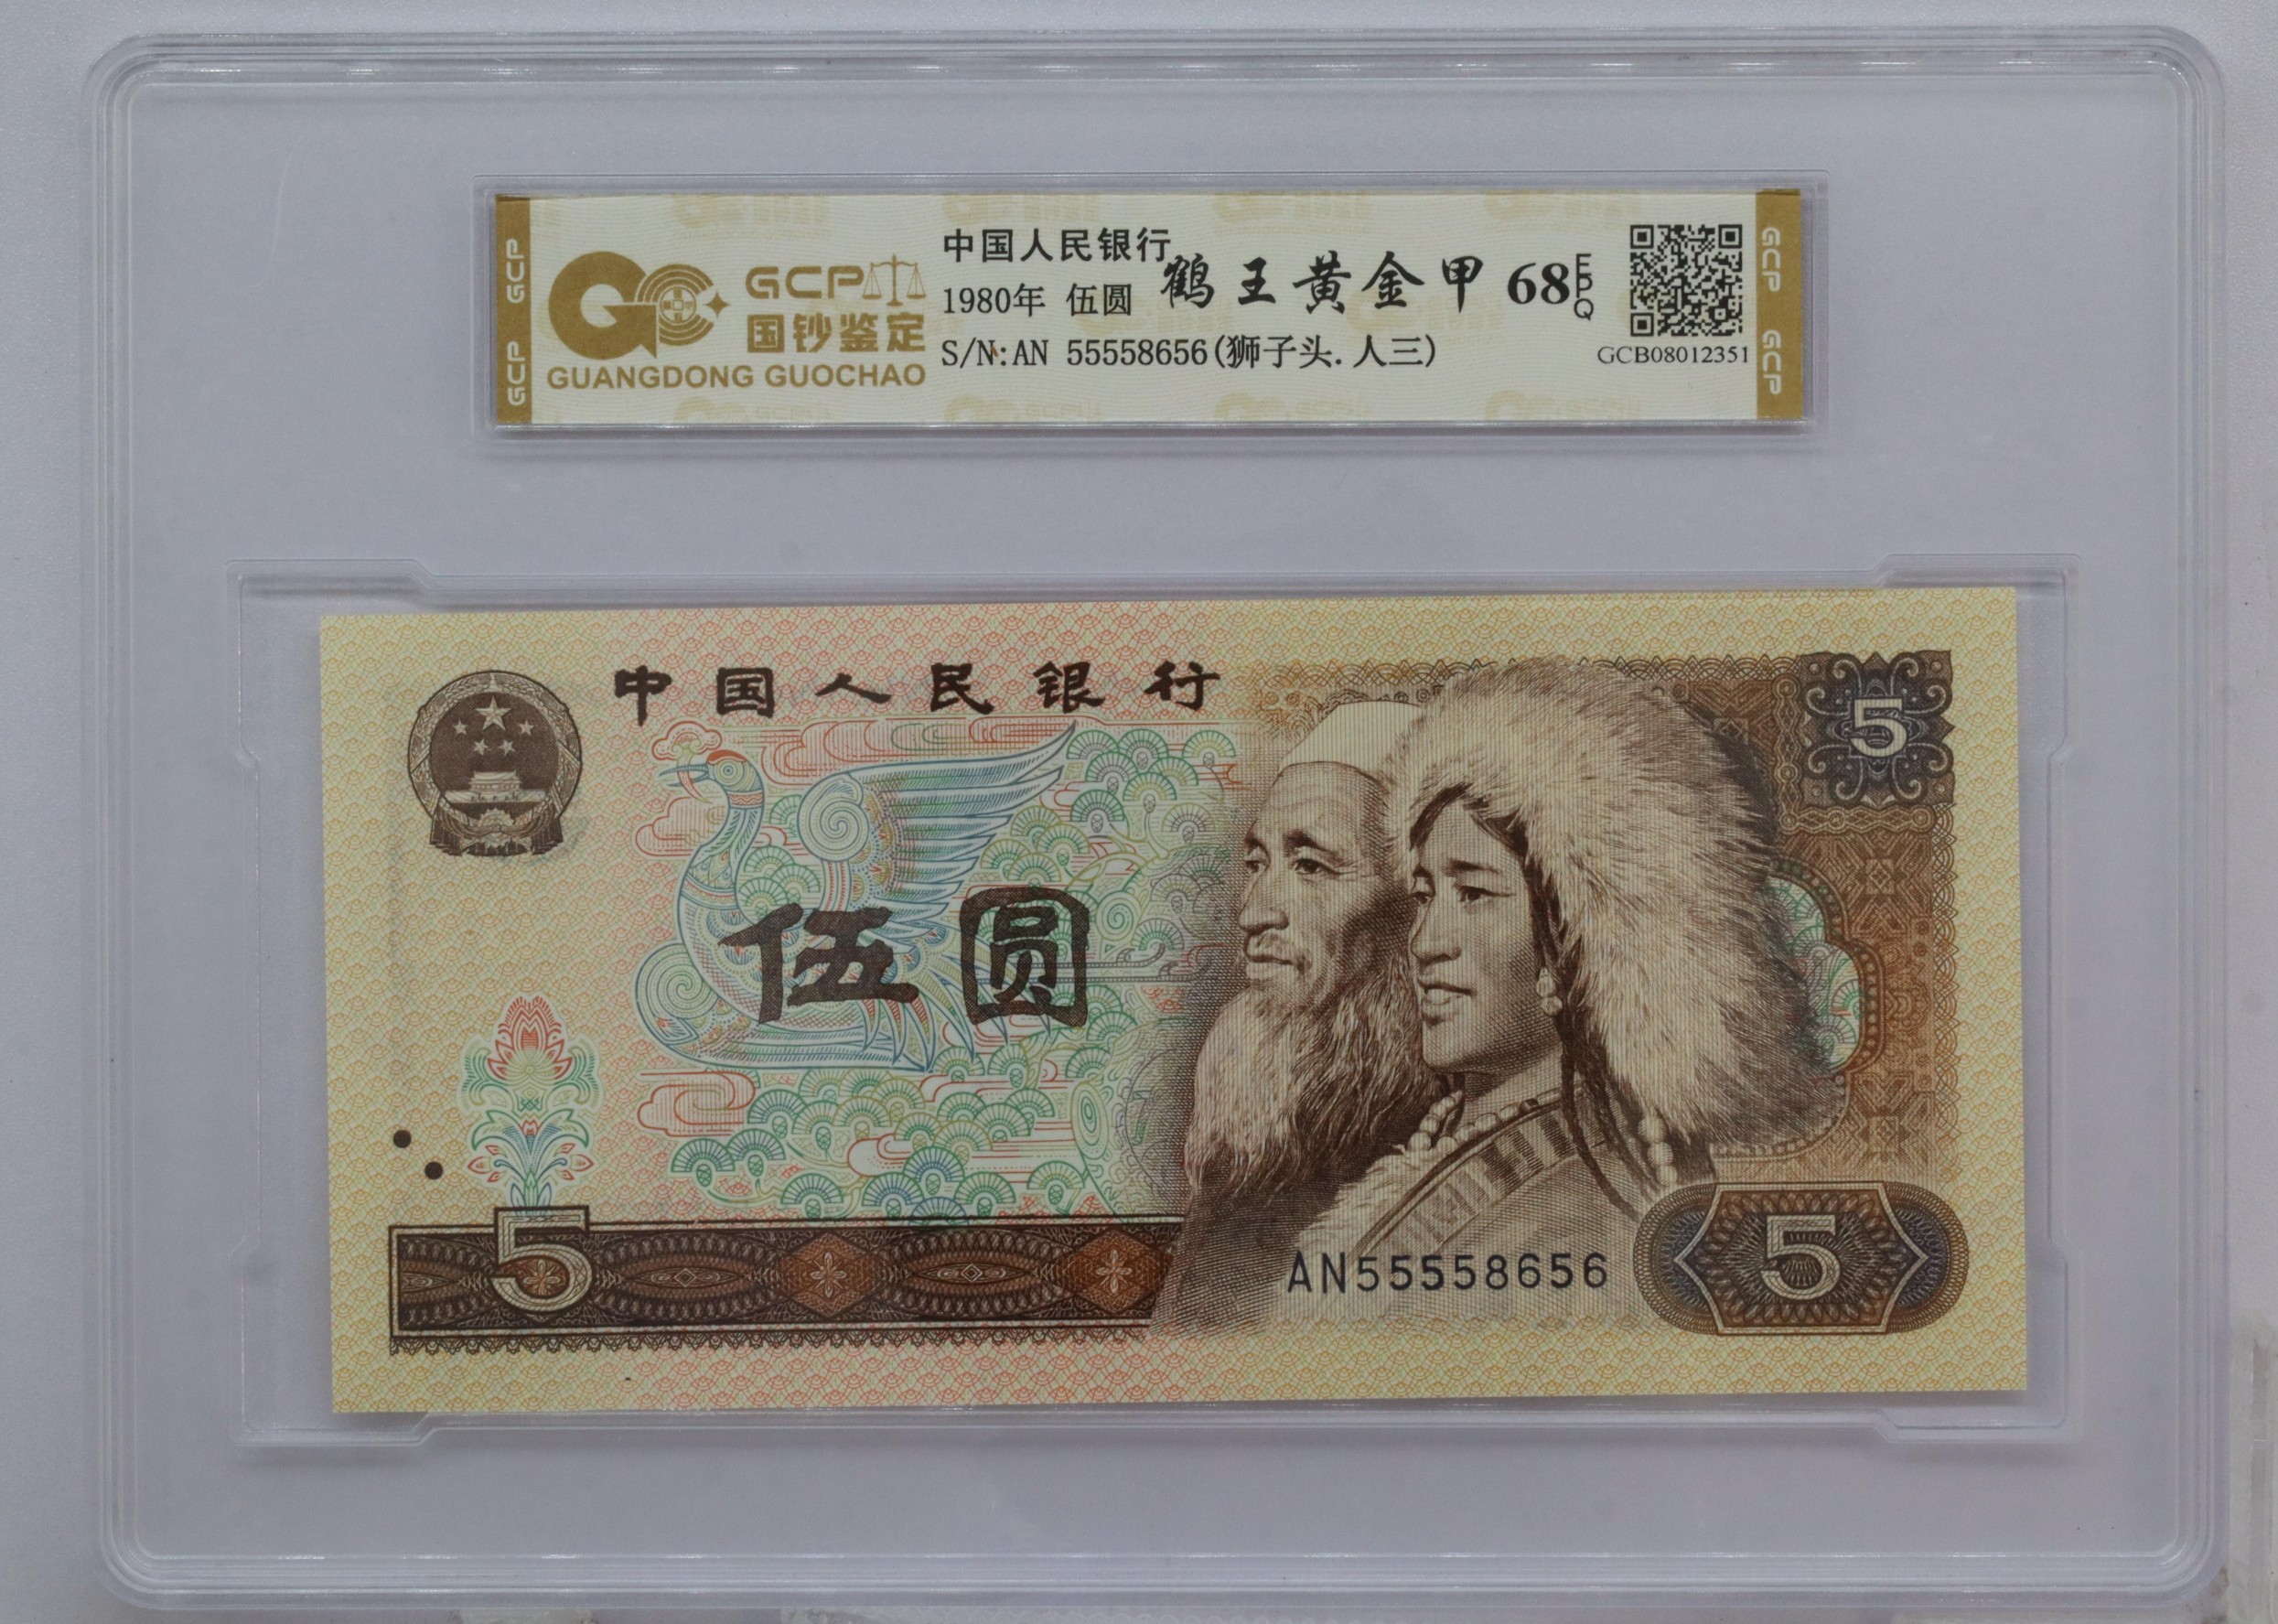 GCP GCP
GCP
国钞鉴定
GUANGDONG GUOCHAO
中国人民银行
1980年 伍圆
S/N:AN 55558656(狮子头.人三)
鹤王黄金甲 68 EPQ
GCB08012351
GCP GCP
中国人民银行
5
伍圆
5
AN55558656
5